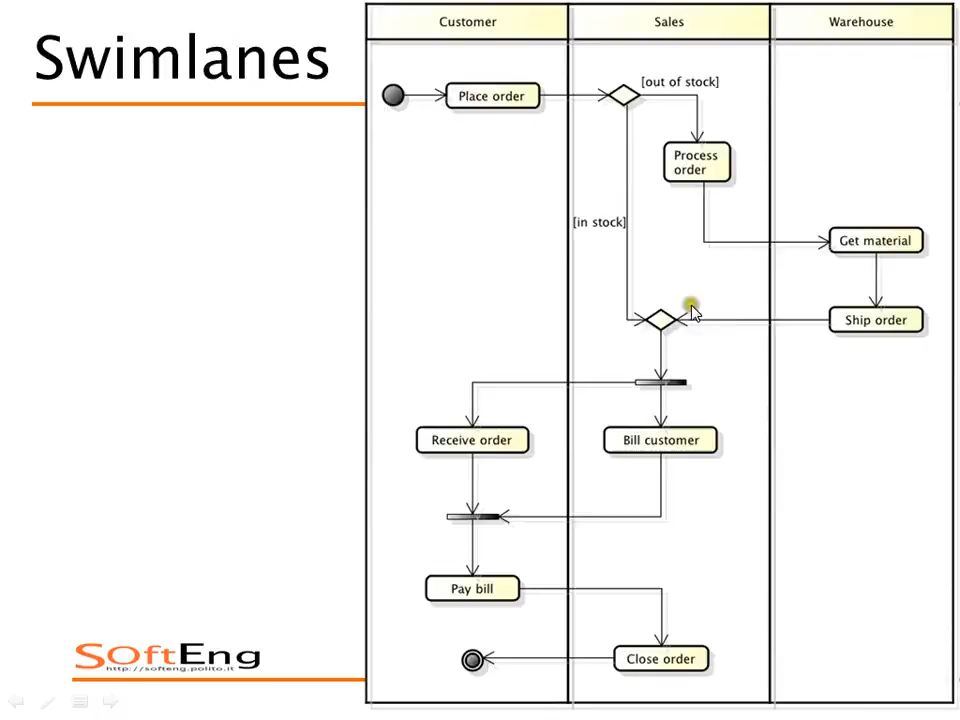 Swimlanes
Customer
Sales
Warehouse
Place order
[out of stock]
Process
order
[in stock]
Get material
Ship order
Receive order
Bill customer
Pay bill
Close order
SOftEng
http://softeng.polito.it